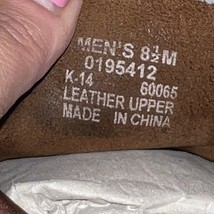 MEN'S 8½M
0195412
K-14 60065
LEATHER UPPER
MADE IN CHINA